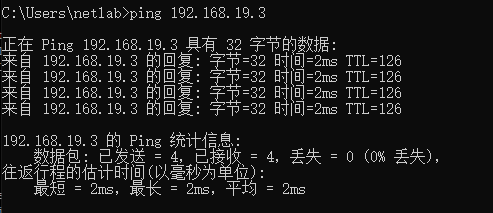 C:\Users\netlab>ping 192.168.19.3
正在 Ping 192.168.19.3 具有 32 字节的数据:
来自 192.168.19.3 的回复: 字节=32 时间=2ms TTL=126
来自 192.168.19.3 的回复: 字节=32 时间=2ms TTL=126
来自 192.168.19.3 的回复: 字节=32 时间=2ms TTL=126
来自 192.168.19.3 的回复: 字节=32 时间=2ms TTL=126
192.168.19.3 的 Ping 统计信息:
数据包: 已发送 = 4, 已接收 = 4, 丢失 = 0 (0% 丢失),
往返行程的估计时间(以毫秒为单位):
最短 = 2ms, 最长 = 2ms, 平均 = 2ms